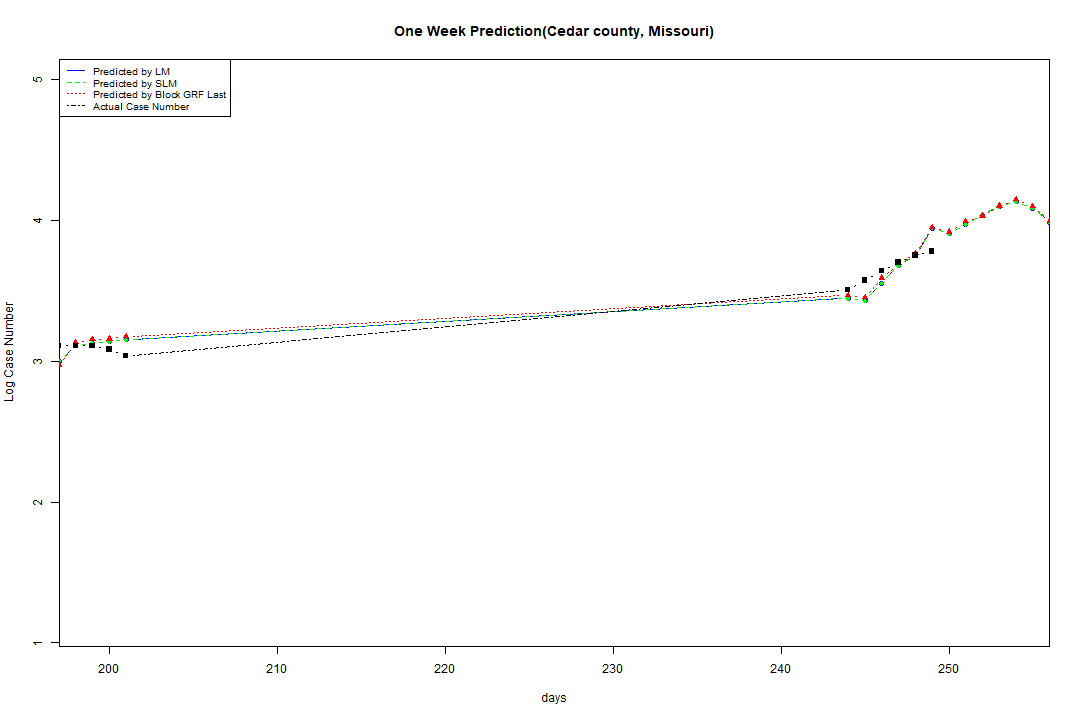 One Week Prediction(Cedar county, Missouri)
Predicted by LM
Predicted by SLM
Predicted by Block GRF Last
Actual Case Number
5
4
3
2
1
Log Case Number
200 210 220 230 240 250
days